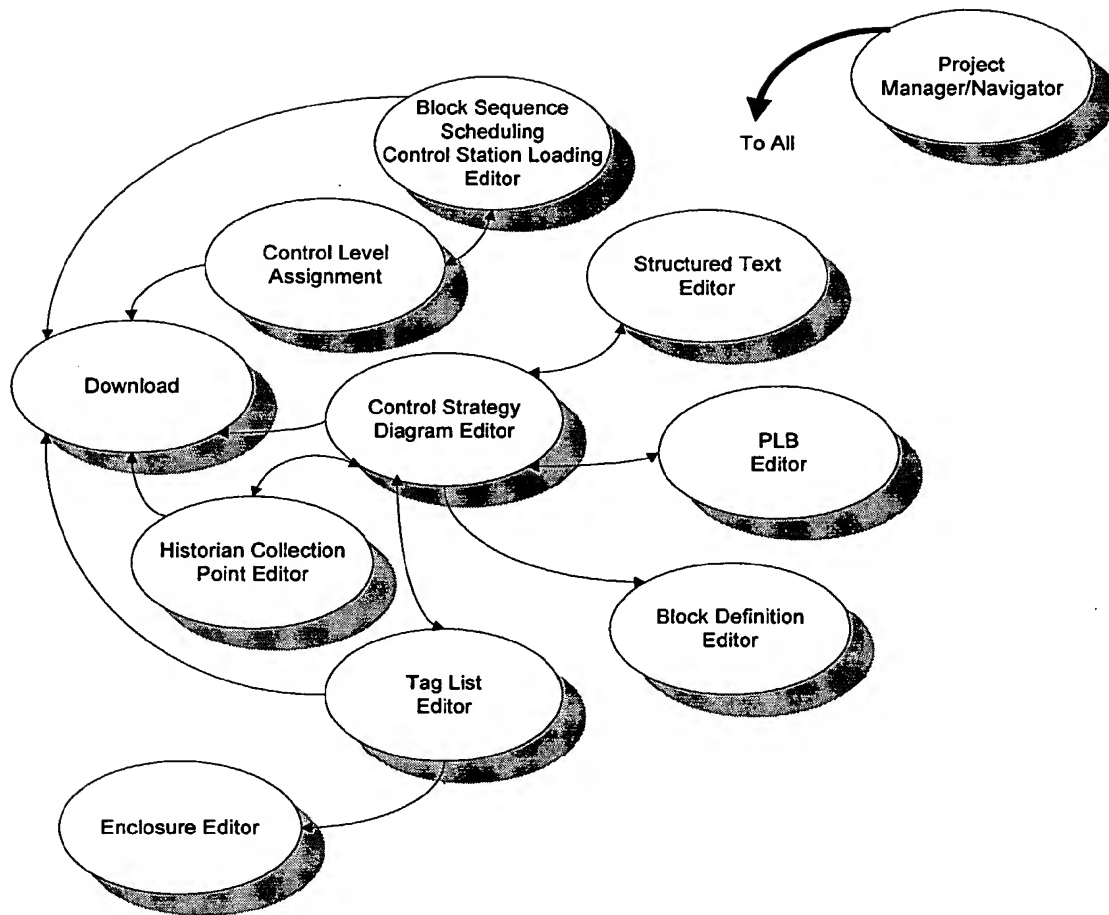 Project
Manager/Navigator
To All
Block Sequence
Scheduling
Control Station Loading
Editor
Control Level
Assignment
Structured Text
Editor
Download
Control Strategy
Diagram Editor
PLB
Editor
Historian Collection
Point Editor
Block Definition
Editor
Tag List
Editor
Enclosure Editor